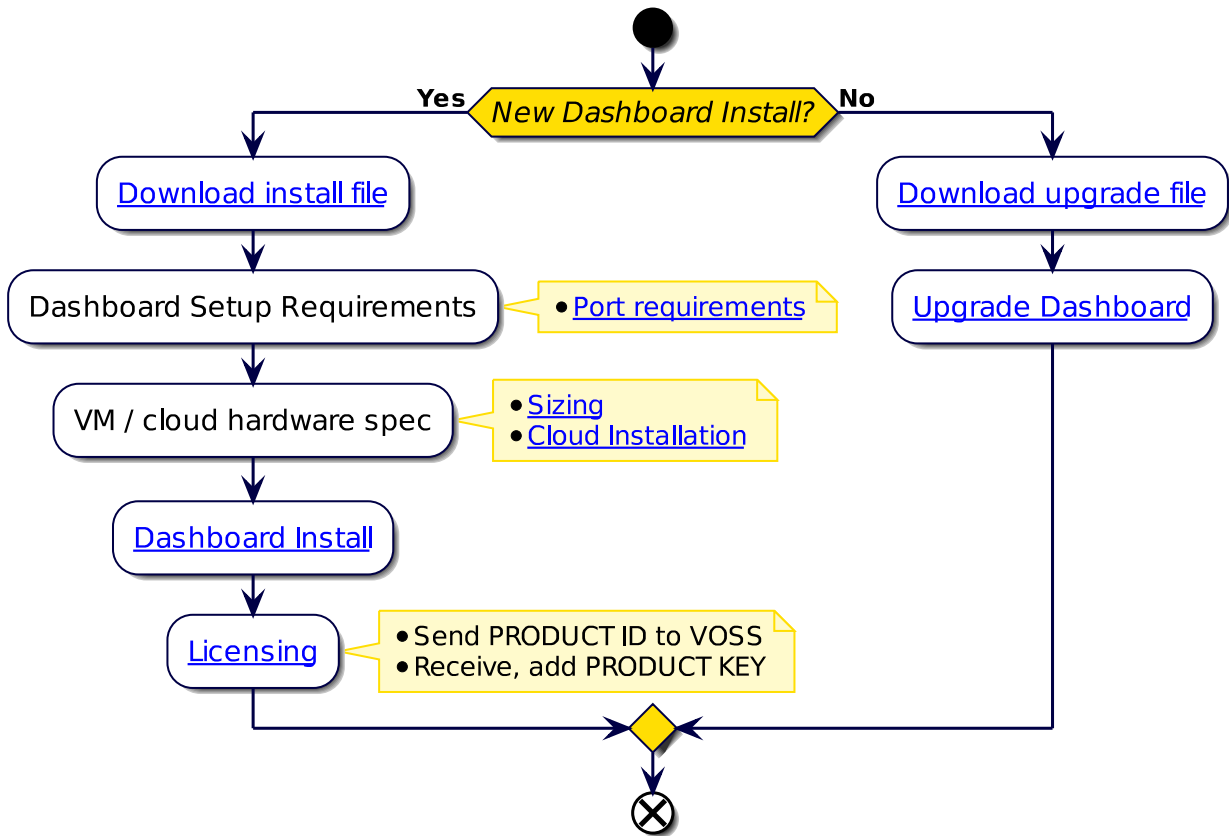 New Dashboard Install?
Yes
No
Download install file
Download upgrade file
Dashboard Setup Requirements
• Port requirements
Upgrade Dashboard
VM / cloud hardware spec
• Sizing
• Cloud Installation
Dashboard Install
Licensing
• Send PRODUCT ID to VOSS
• Receive, add PRODUCT KEY